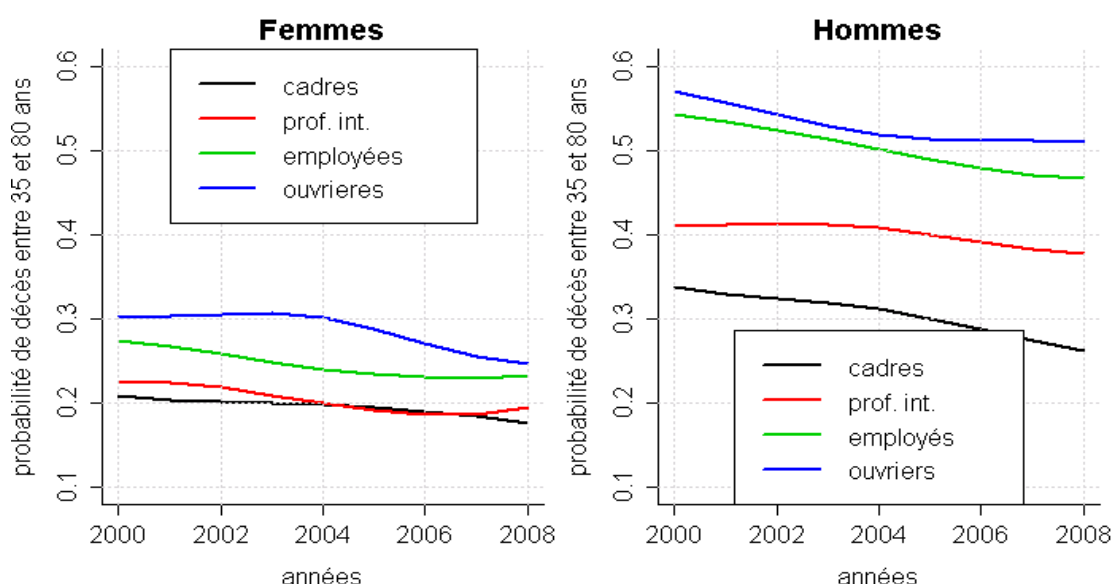 Femmes
probabilité de décès entre 35 et 80 ans
0.6
0.5
0.4
0.3
0.2
0.1
cadres
prof. int.
employées
ouvrieres
2000 2002 2004 2006 2008
années
Hommes
probabilité de décès entre 35 et 80 ans
0.6
0.5
0.4
0.3
0.2
0.1
cadres
prof. int.
employés
ouvriers
2000 2002 2004 2006 2008
années